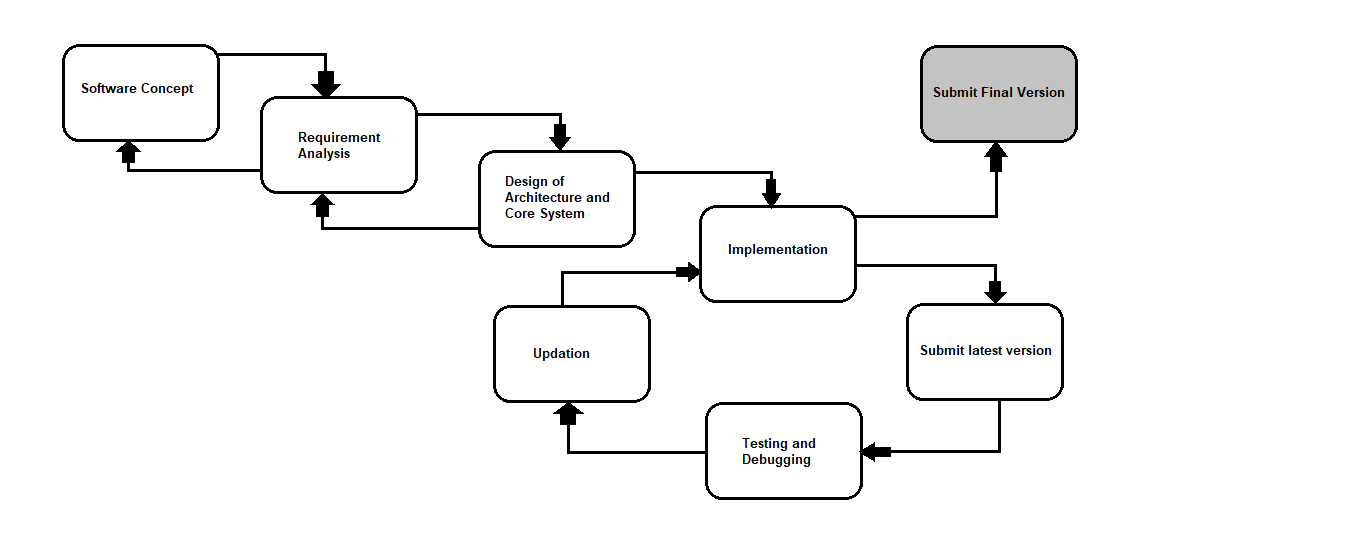 Software Concept
Requirement
Analysis
Design of
Architecture and
Core System
Implementation
Submit Final Version
Submit latest version
Testing and
Debugging
Updation